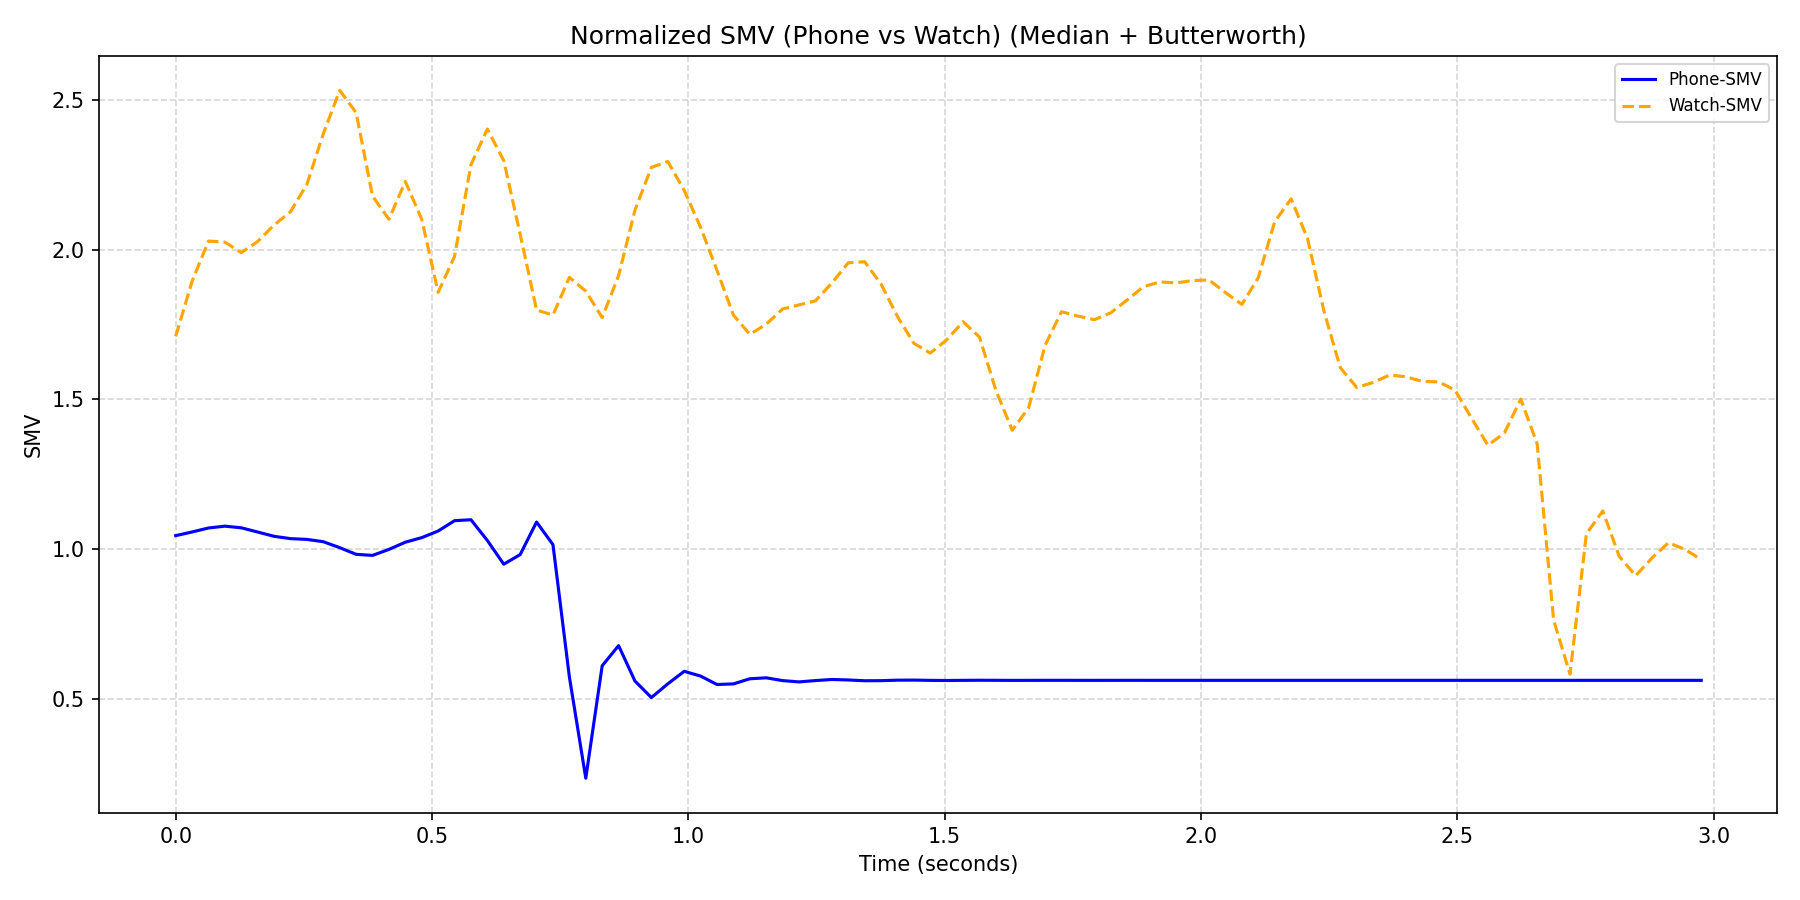 Normalized SMV (Phone vs Watch) (Median + Butterworth)
Phone-SMV
Watch-SMV
2.5
2.0
1.5
1.0
0.5
SMV
0.0 0.5 1.0 1.5 2.0 2.5 3.0
Time (seconds)